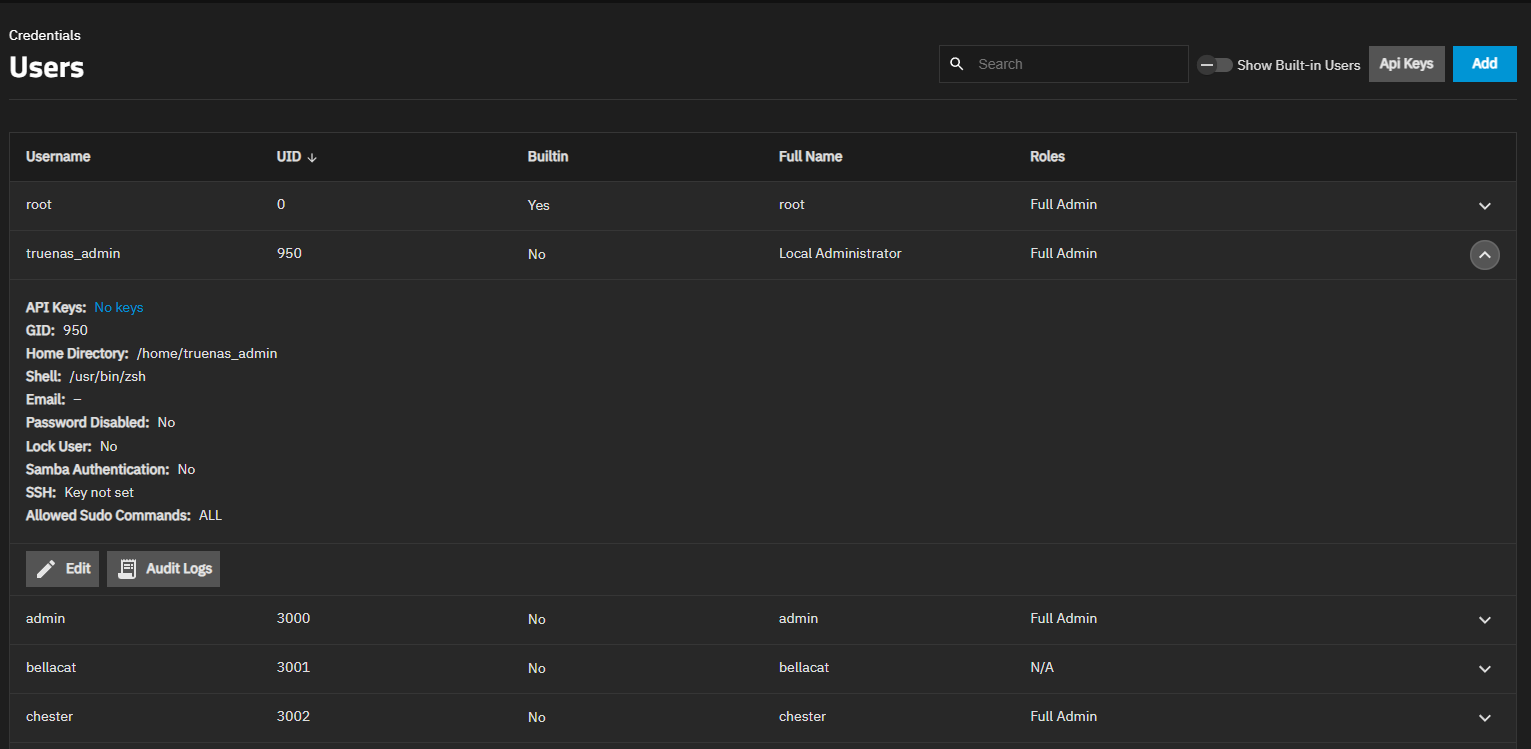 Credentials
Users
Search
Show Built-in Users
Api Keys
Add
Username UID Builtin Full Name Roles
root 0 Yes root Full Admin
truenas_admin 950 No Local Administrator Full Admin
API Keys: No keys
GID: 950
Home Directory: /home/truenas_admin
Shell: /usr/bin/zsh
Email: –
Password Disabled: No
Lock User: No
Samba Authentication: No
SSH: Key not set
Allowed Sudo Commands: ALL
Edit Audit Logs
admin 3000 No admin Full Admin
bellacat 3001 No bellacat N/A
chester 3002 No chester Full Admin